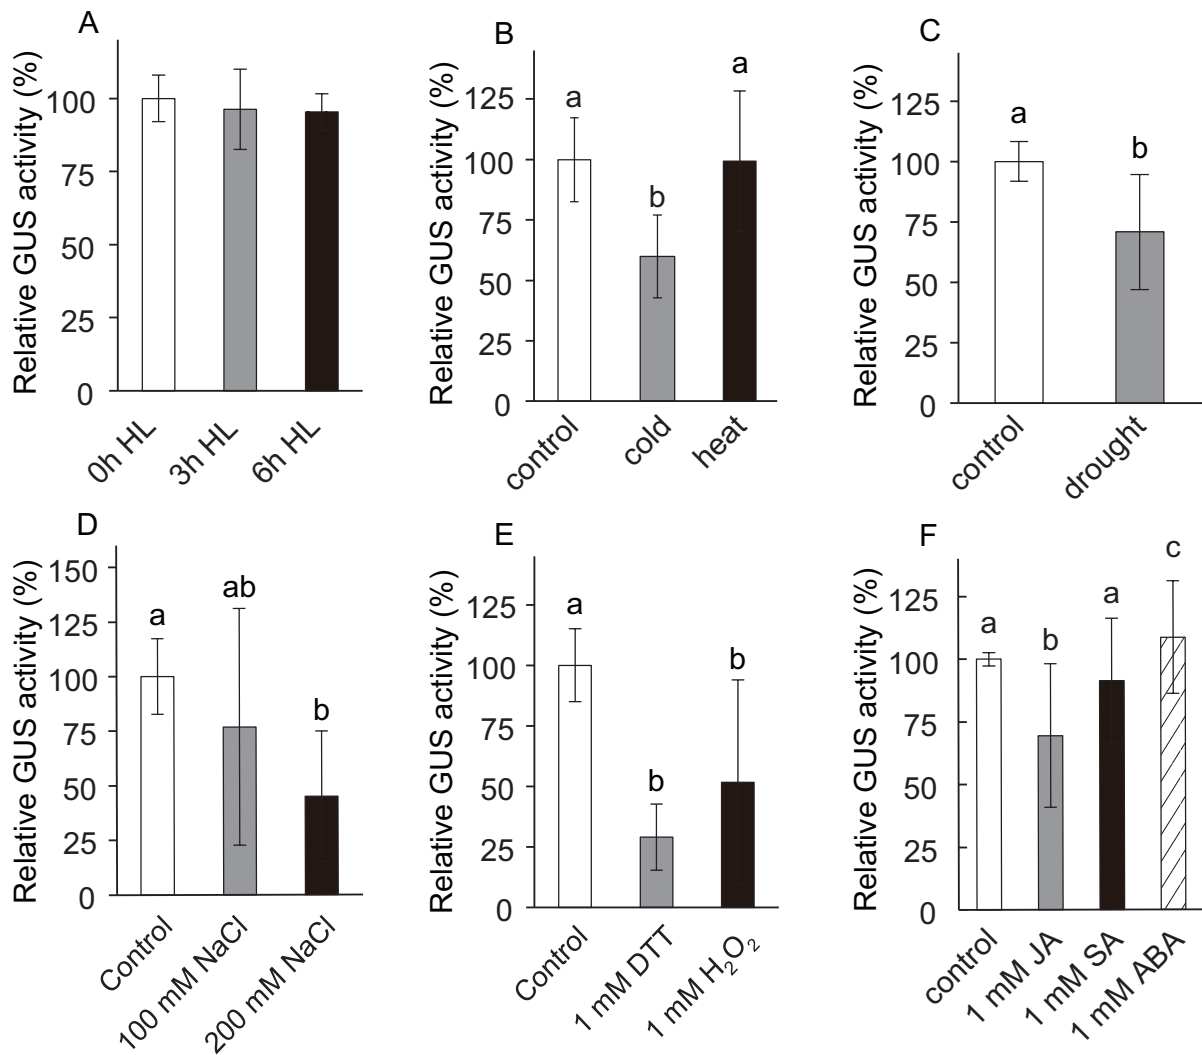 A
Relative GUS activity (%)
100
75
50
25
0
0h HL
3h HL
6h HL
B
Relative GUS activity (%)
125
100
75
50
25
0
a
b
a
control
cold
heat
C
Relative GUS activity (%)
125
100
75
50
25
0
a
b
control
drought
D
Relative GUS activity (%)
150
125
100
75
50
25
0
a
ab
b
Control
100 mM NaCl
200 mM NaCl
E
Relative GUS activity (%)
125
100
75
50
25
0
a
b
b
Control
1 mM DTT
1 mM H₂O₂
F
Relative GUS activity (%)
125
100
75
50
25
0
a
b
a
c
control
1 mM JA
1 mM SA
1 mM ABA